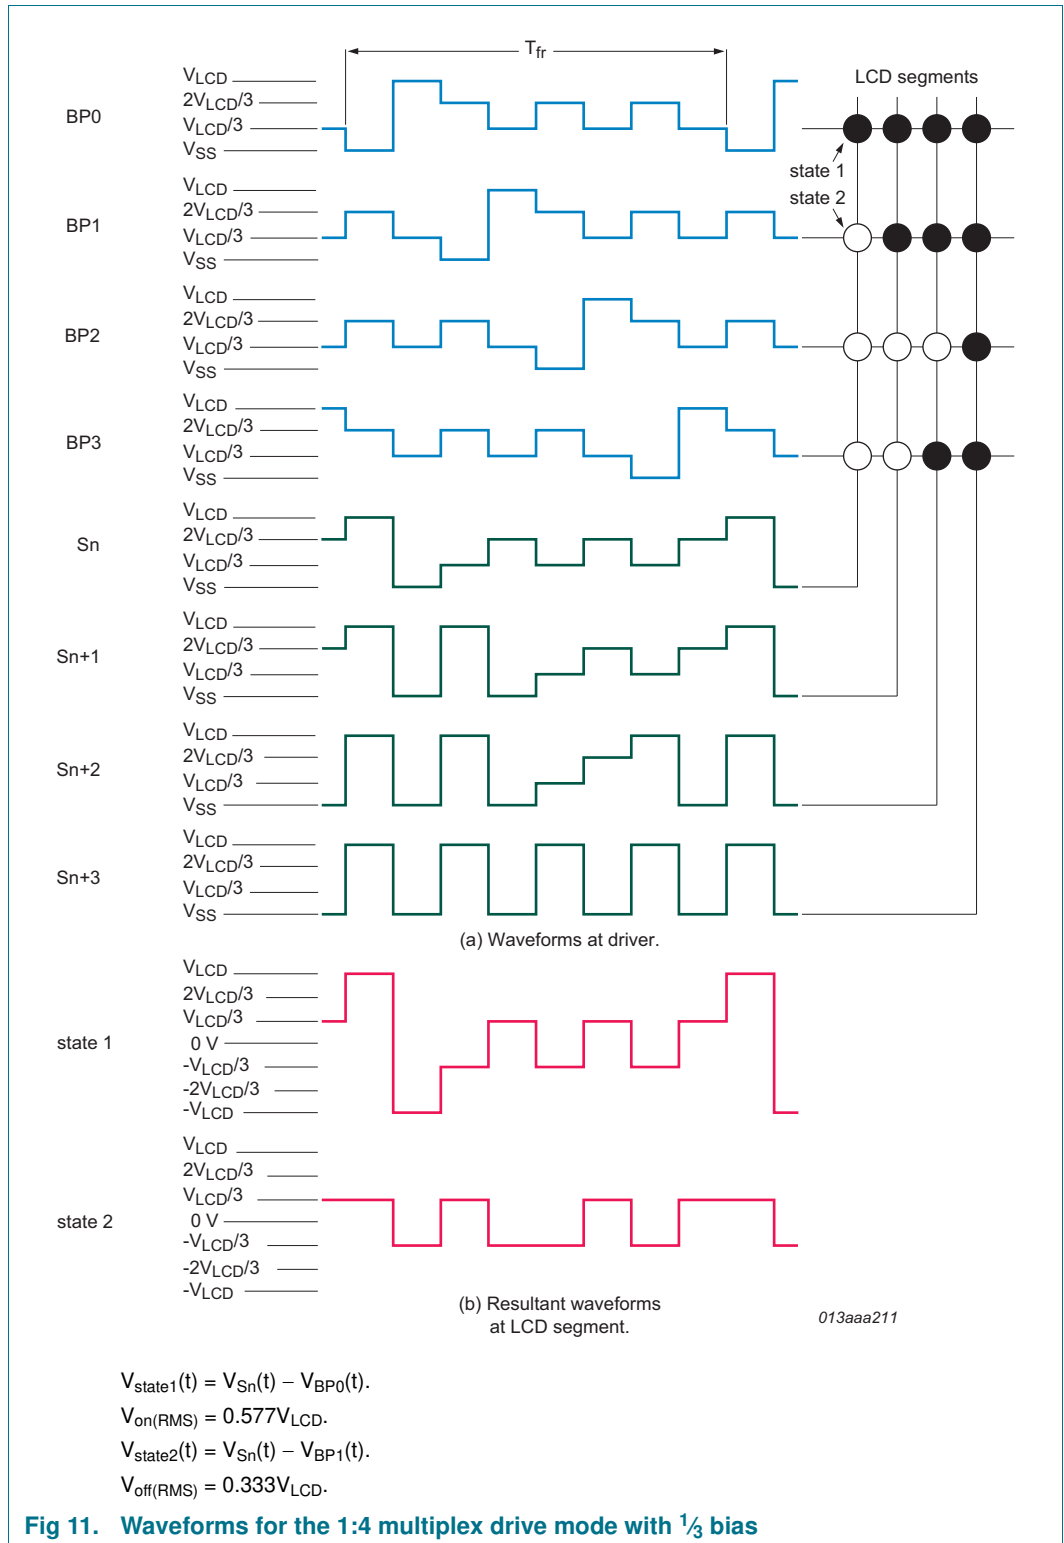 Tfr
VLCD
2VLCD/3
BP0
VLCD/3
VSS
LCD segments
state 1
state 2
VLCD
2VLCD/3
BP1
VLCD/3
VSS
VLCD
2VLCD/3
BP2
VLCD/3
VSS
VLCD
2VLCD/3
BP3
VLCD/3
VSS
VLCD
2VLCD/3
Sn
VLCD/3
VSS
VLCD
2VLCD/3
Sn+1
VLCD/3
VSS
VLCD
2VLCD/3
Sn+2
VLCD/3
VSS
VLCD
2VLCD/3
Sn+3
VLCD/3
VSS
(a) Waveforms at driver.
VLCD
2VLCD/3
VLCD/3
state 1
0 V
-VLCD/3
-2VLCD/3
-VLCD
VLCD
2VLCD/3
VLCD/3
state 2
0 V
-VLCD/3
-2VLCD/3
-VLCD
(b) Resultant waveforms
at LCD segment.
013aaa211
Vstate1(t) = VSn(t) − VBP0(t).
Von(RMS) = 0.577VLCD.
Vstate2(t) = VSn(t) − VBP1(t).
Voff(RMS) = 0.333VLCD.
Fig 11. Waveforms for the 1:4 multiplex drive mode with 1⁄3 bias